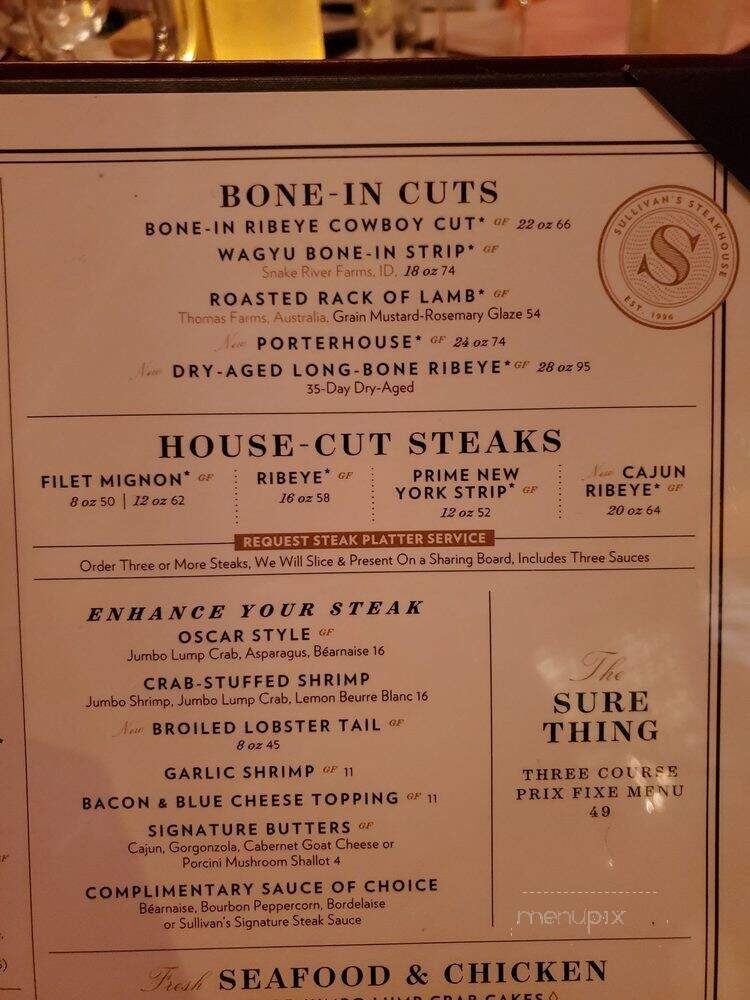 BONE-IN CUTS
BONE-IN RIBEYE COWBOY CUT* GF 22 oz 66
WAGYU BONE-IN STRIP* GF
Snake River Farms, ID, 18 oz 74
ROASTED RACK OF LAMB* GF
Thomas Farms, Australia, Grain Mustard-Rosemary Glaze 54
New PORTERHOUSE* GF 24 oz 74
New DRY-AGED LONG-BONE RIBEYE* GF 28 oz 95
35-Day Dry-Aged
SULLIVAN'S STEAKHOUSE
S
EST. 1996
HOUSE-CUT STEAKS
FILET MIGNON* GF
8 oz 50 | 12 oz 62
RIBEYE* GF
16 oz 58
PRIME NEW
YORK STRIP* GF
12 oz 52
New CAJUN
RIBEYE* GF
20 oz 64
REQUEST STEAK PLATTER SERVICE
Order Three or More Steaks, We Will Slice & Present On a Sharing Board, Includes Three Sauces
ENHANCE YOUR STEAK
OSCAR STYLE GF
Jumbo Lump Crab, Asparagus, Béarnaise 16
CRAB-STUFFED SHRIMP
Jumbo Shrimp, Jumbo Lump Crab, Lemon Beurre Blanc 16
New BROILED LOBSTER TAIL GF
8 oz 45
GARLIC SHRIMP GF 11
BACON & BLUE CHEESE TOPPING GF 11
SIGNATURE BUTTERS GF
Cajun, Gorgonzola, Cabernet Goat Cheese or
Porcini Mushroom Shallot 4
COMPLIMENTARY SAUCE OF CHOICE
Béarnaise, Bourbon Peppercorn, Bordelaise
or Sullivan's Signature Steak Sauce
The
SURE
THING
THREE COURSE
PRIX FIXE MENU
49
menupix
Fresh SEAFOOD & CHICKEN
JUMBO LUMP CRAB CAKES